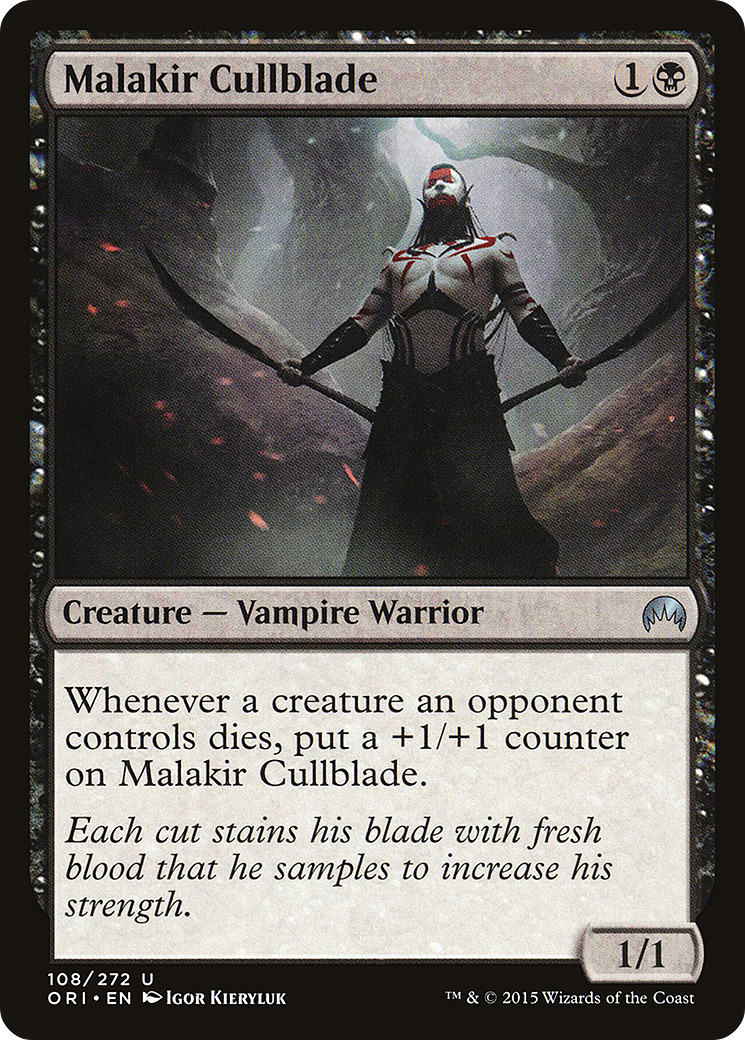 Malakir Cullblade 1
Creature — Vampire Warrior
Whenever a creature an opponent
controls dies, put a +1/+1 counter
on Malakir Cullblade.
Each cut stains his blade with fresh
blood that he samples to increase his
strength.
1/1
108/272 U
ORI • EN Igor Kieryluk ™ & © 2015 Wizards of the Coast